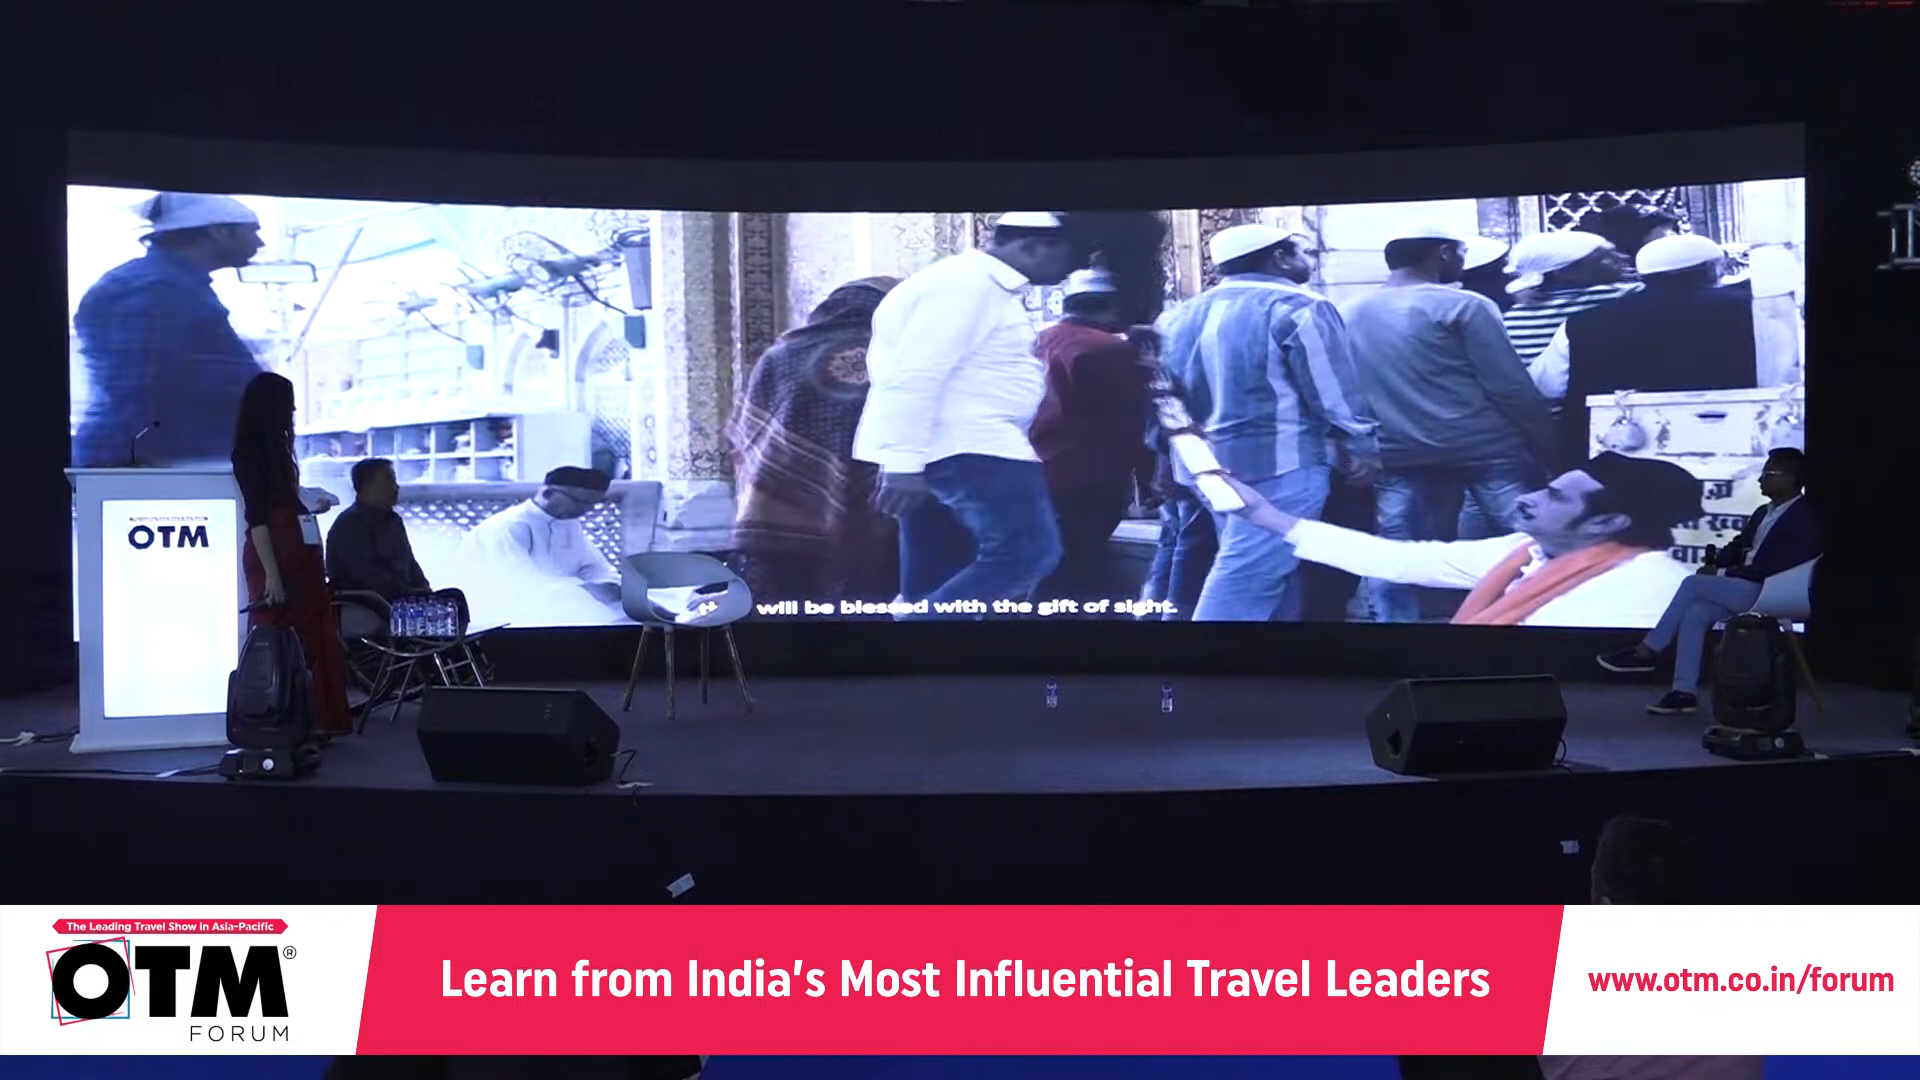 will be blessed with the gift of sight.
OTM
The Leading Travel Show in Asia-Pacific
OTM®
FORUM
Learn from India's Most Influential Travel Leaders
www.otm.co.in/forum